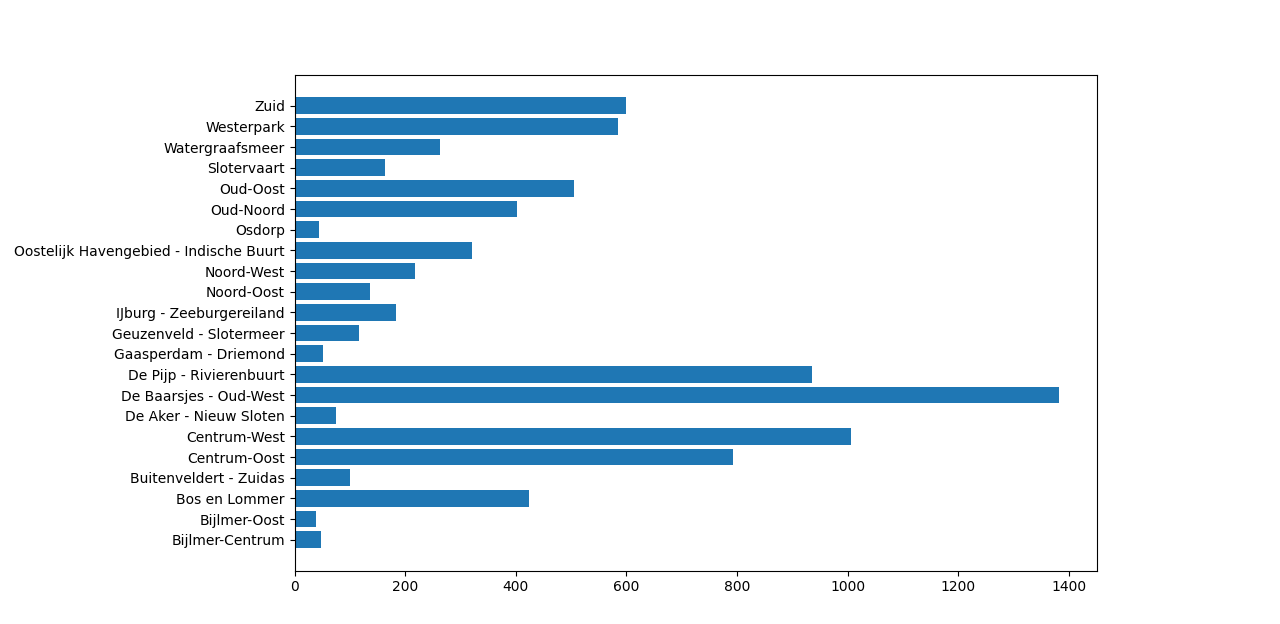 Zuid
Westerpark
Watergraafsmeer
Slotervaart
Oud-Oost
Oud-Noord
Osdorp
Oostelijk Havengebied - Indische Buurt
Noord-West
Noord-Oost
IJburg - Zeeburgereiland
Geuzenveld - Slotermeer
Gaasperdam - Driemond
De Pijp - Rivierenbuurt
De Baarsjes - Oud-West
De Aker - Nieuw Sloten
Centrum-West
Centrum-Oost
Buitenveldert - Zuidas
Bos en Lommer
Bijlmer-Oost
Bijlmer-Centrum
0 200 400 600 800 1000 1200 1400